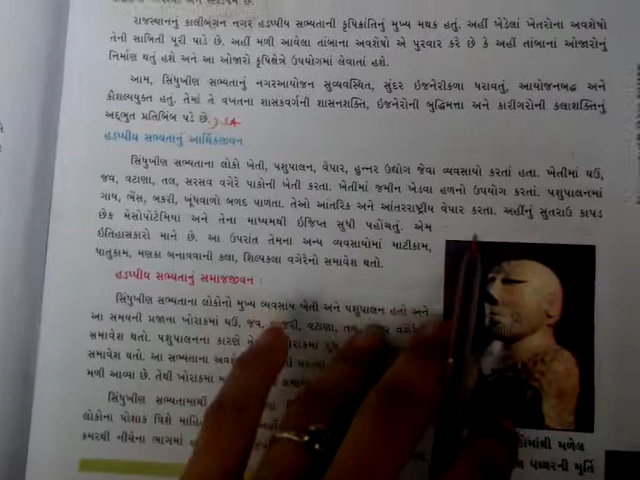 રાજસ્થાનનું કાલીબંગન નગર હડપ્પીય સભ્યતાની કૃષિક્રાંતિનું મુખ્ય મથક હતું. અહીં ખેડેલાં ખેતરોના અવશેષો
તેની સાબિતી પૂરી પાડે છે. અહીં મળી આવેલા તાંબાના અવશેષો એ પુરવાર કરે છે કે અહીં તાંબાનાં ઓજારોનું
નિર્માણ થતું હશે અને આ ઓજારો કૃષિક્ષેત્રે ઉપયોગમાં લેવાતાં હશે.
આમ, સિંધુખીણ સભ્યતાનું નગરઆયોજન સુવ્યવસ્થિત, સુંદર ઇજનેરીકળા ધરાવતું, આયોજનબદ્ધ અને
કૌશલ્યયુક્ત હતું. તેમાં તે વખતના શાસકવર્ગની શાસનશક્તિ, ઇજનેરોની બુદ્ધિમત્તા અને કારીગરોની કલાશક્તિનું
અદ્ભુત પ્રતિબિંબ પડે છે.
હડપ્પીય સભ્યતાનું આર્થિકજીવન
સિંધુખીણ સભ્યતાના લોકો ખેતી, પશુપાલન, વેપાર, હુન્નર ઉદ્યોગ જેવા વ્યવસાયો કરતાં હતા. ખેતીમાં ઘઉં,
જવ, વટાણા, તલ, સરસવ વગેરે પાકોની ખેતી કરતા. ખેતીમાં જમીન ખેડવા હળનો ઉપયોગ કરતાં. પશુપાલનમાં
ગાય, ભેંસ, બકરી, ખૂંધવાળો બળદ પાળતા. તેઓ આંતરિક અને આંતરરાષ્ટ્રીય વેપાર કરતા. અહીંનું સુતરાઉ કાપડ
છેક મેસોપોટેમિયા અને તેના માધ્યમથી ઇજિપ્ત સુધી પહોંચતું. એમ
ઇતિહાસકારો માને છે. આ ઉપરાંત તેમના અન્ય વ્યવસાયોમાં માટીકામ,
ધાતુકામ, મણકા બનાવવાની કલા, શિલ્પકલા વગેરેનો સમાવેશ થતો.
હડપ્પીય સભ્યતાનું સમાજજીવન :
સિંધુખીણ સભ્યતાના લોકોનો મુખ્ય વ્યવસાય ખેતી અને પશુપાલન હતો અને
આ સમયની પ્રજાના ખોરાકમાં ઘઉં, જવ, વટાણા, વગેરે
સમાવેશ થતો. પશુપાલનના કારણે
સમાવેશ થતો. આ સભ્યતાના
મળી આવ્યા છે. તેથી ખોરાકમાં
સિંધુખીણ સભ્યતામાંથી
લોકોના પોશાક વિશે
કમરથી નીચેના ભાગમાં
મળેલ
પથ્થરની મૂર્તિ